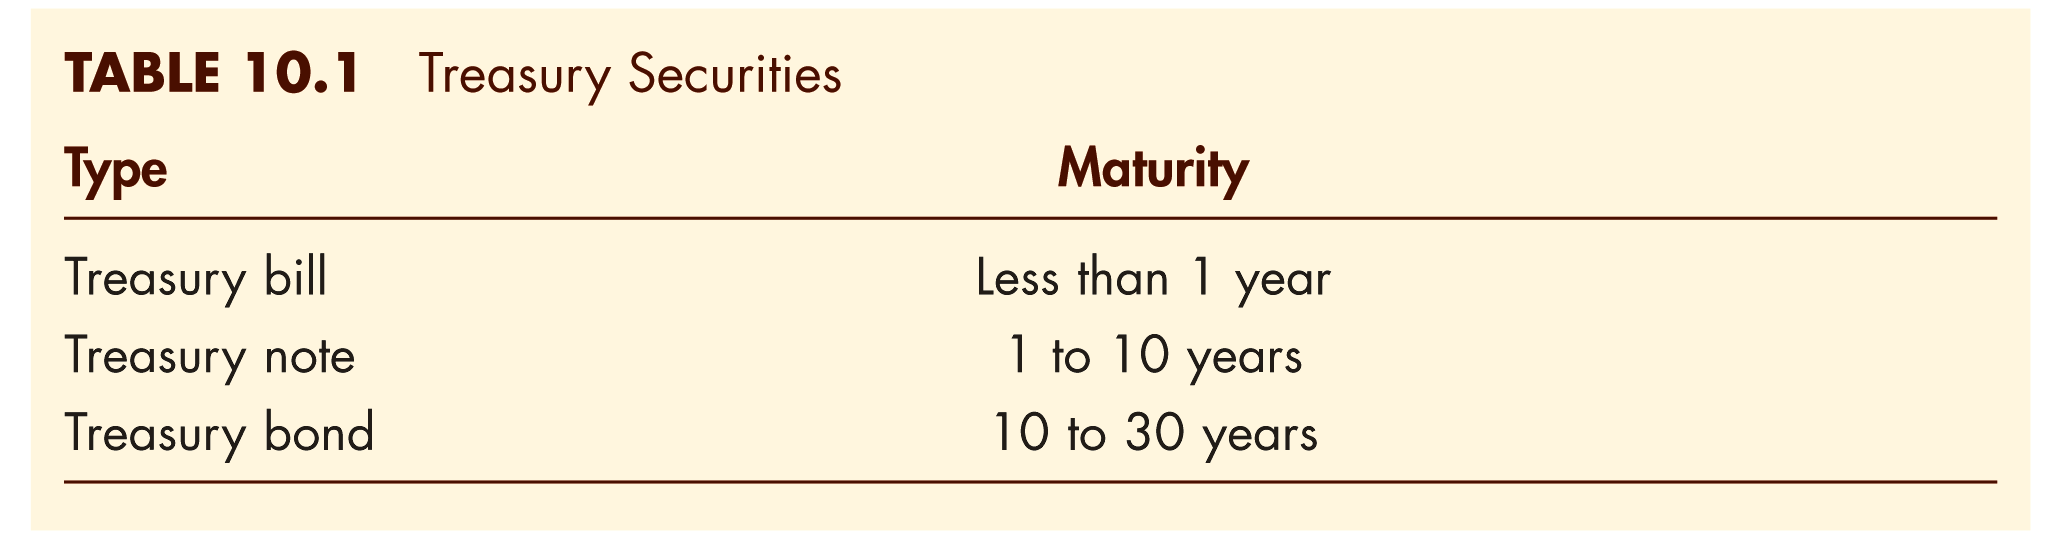 TABLE 10.1 Treasury Securities
Type Maturity
Treasury bill Less than 1 year
Treasury note 1 to 10 years
Treasury bond 10 to 30 years